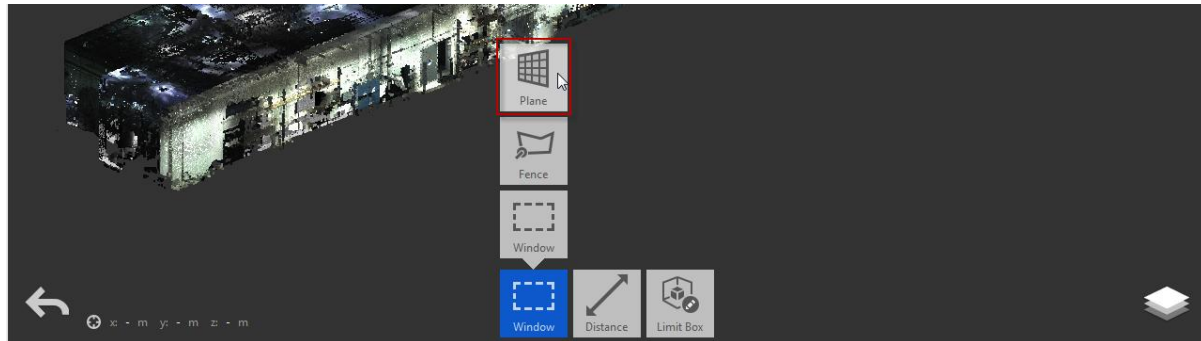 Plane
Fence
Window
Window Distance Limit Box
x: - m y: - m z: - m